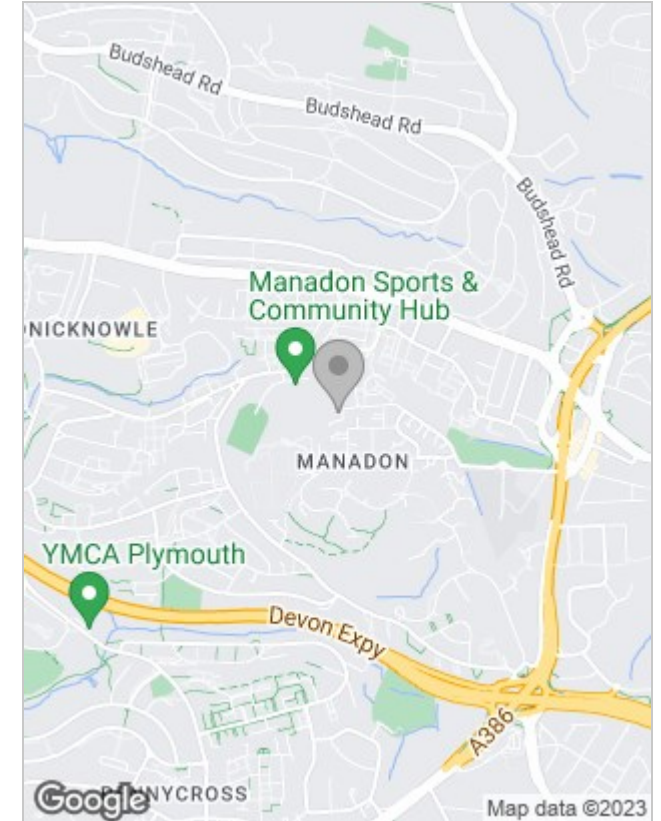 Budshead Rd
Budshead Rd
Budshead Rd
Manadon Sports &
Community Hub
NICKNOWLE
MANADON
YMCA Plymouth
Devon Expy
A386
NNYCROSS
Google
Map data ©2023